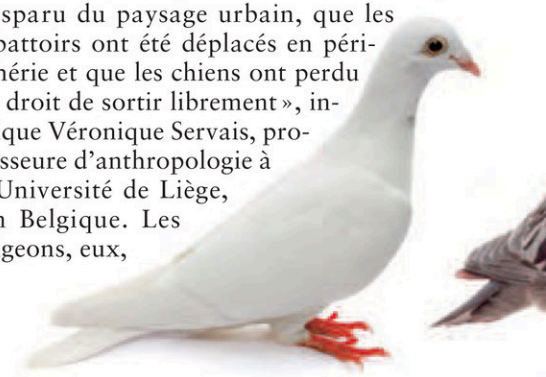 sparu du paysage urbain, que les
battoirs ont été déplacés en péri-
hérie et que les chiens ont perdu
droit de sortir librement », in-
que Véronique Servais, pro-
sseure d'anthropologie à
Université de Liège,
n Belgique. Les
geons, eux,